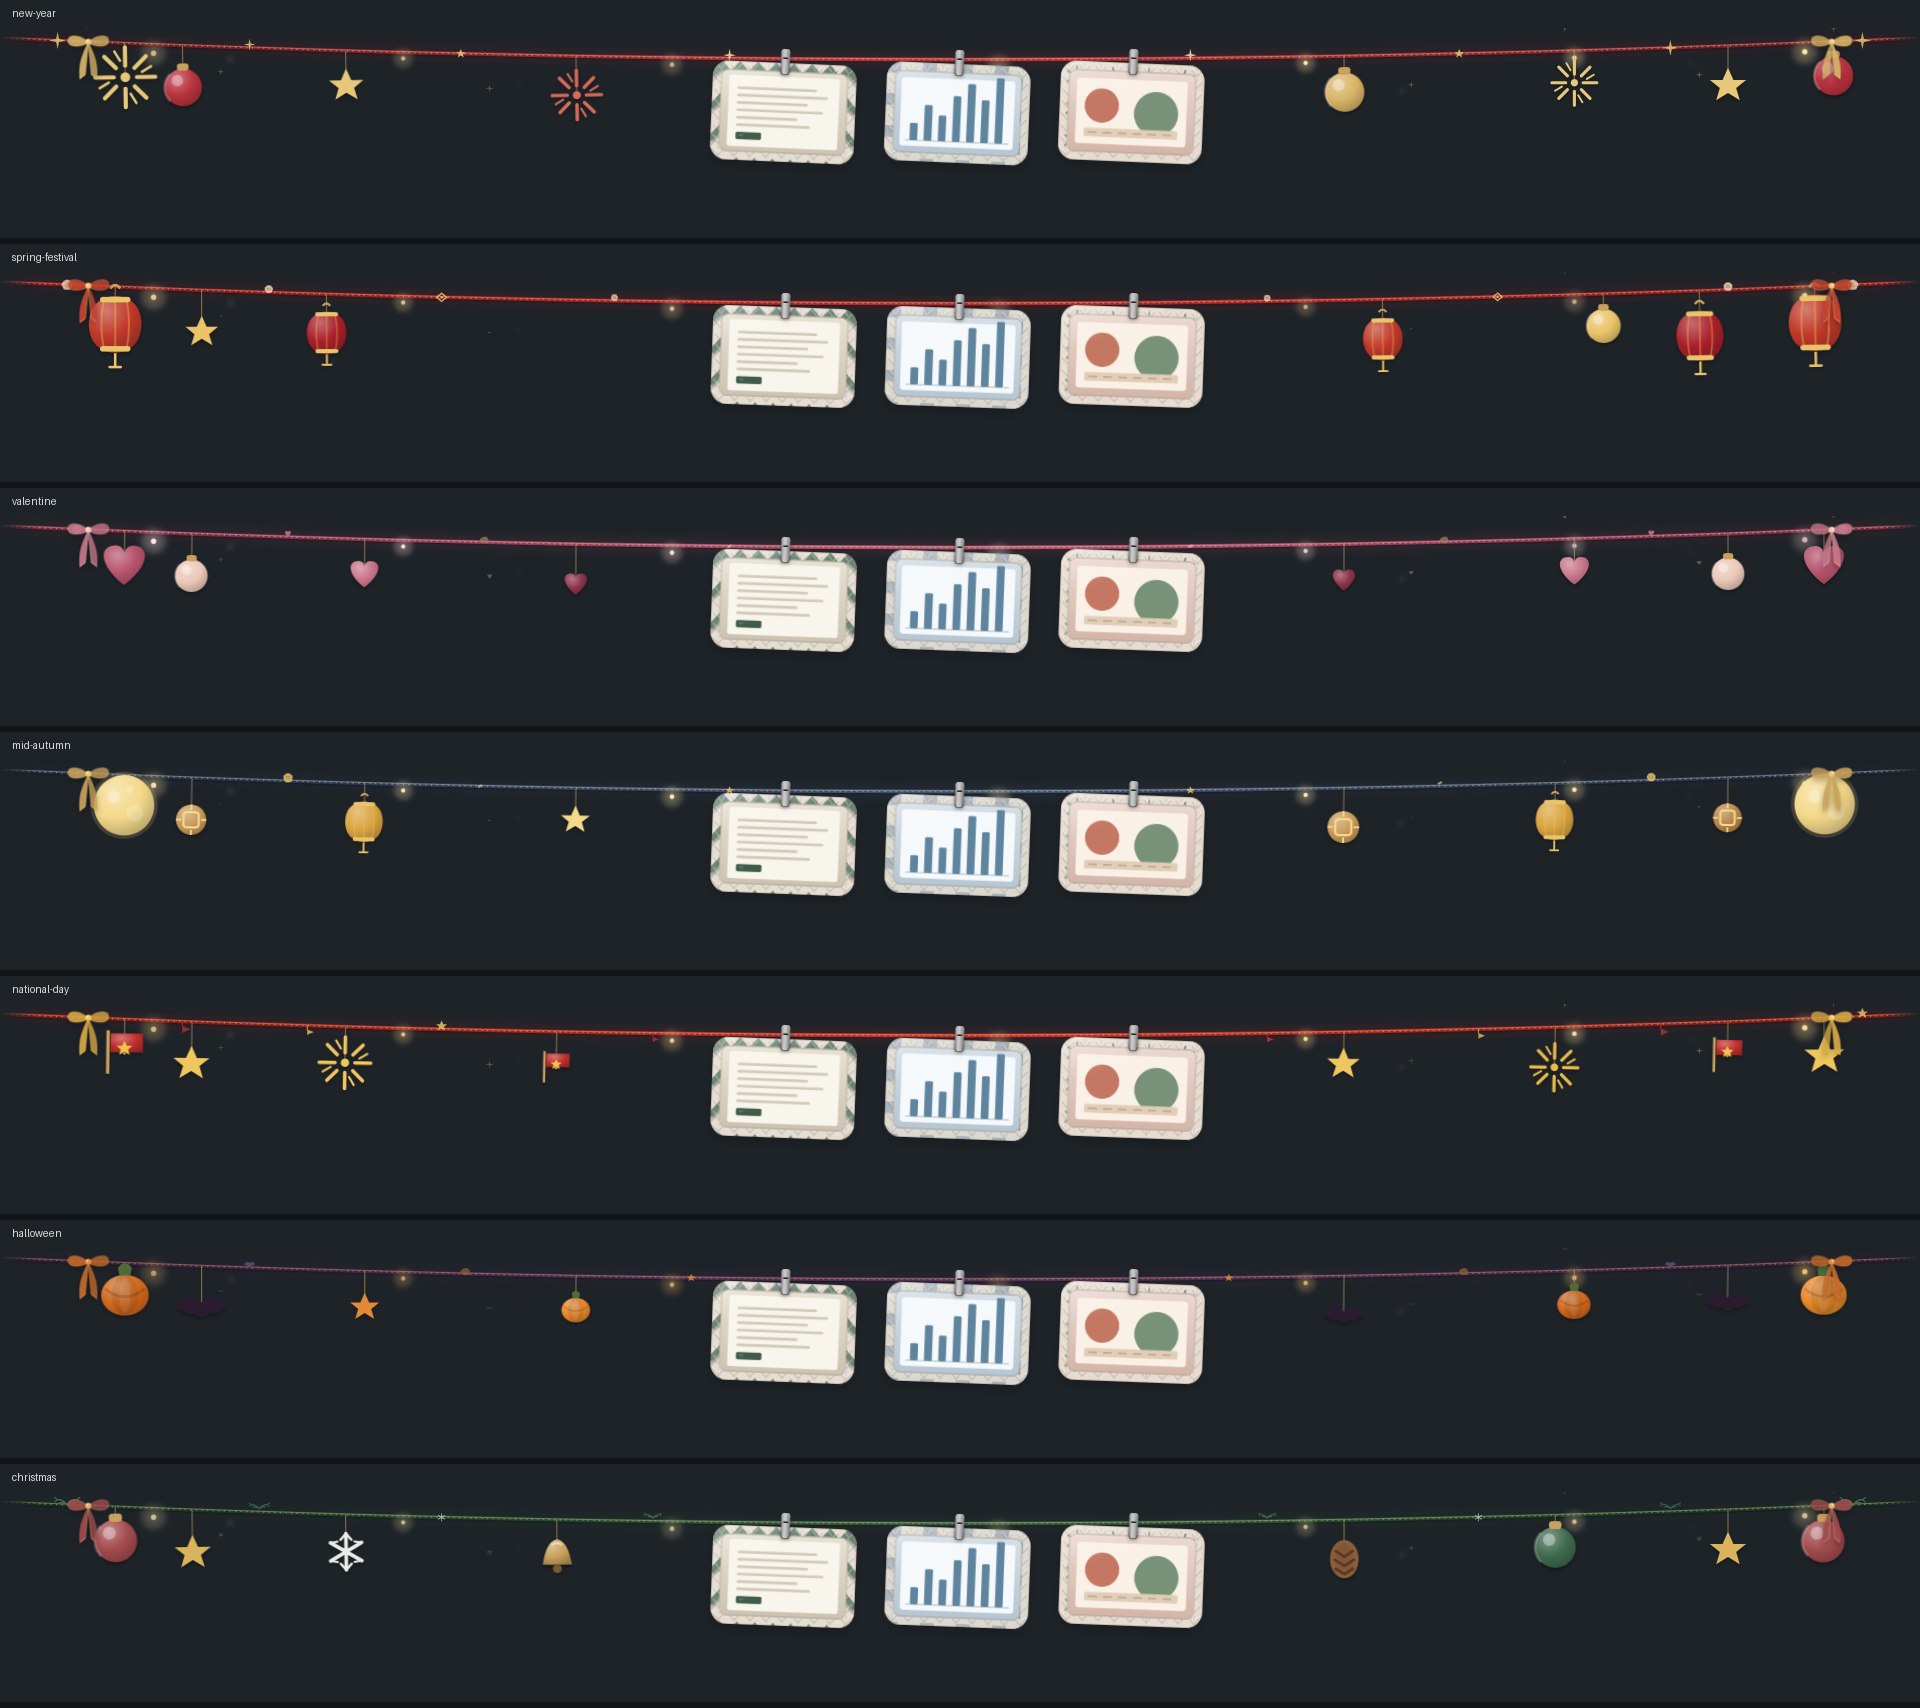 new-year
spring-festival
valentine
mid-autumn
national-day
halloween
christmas